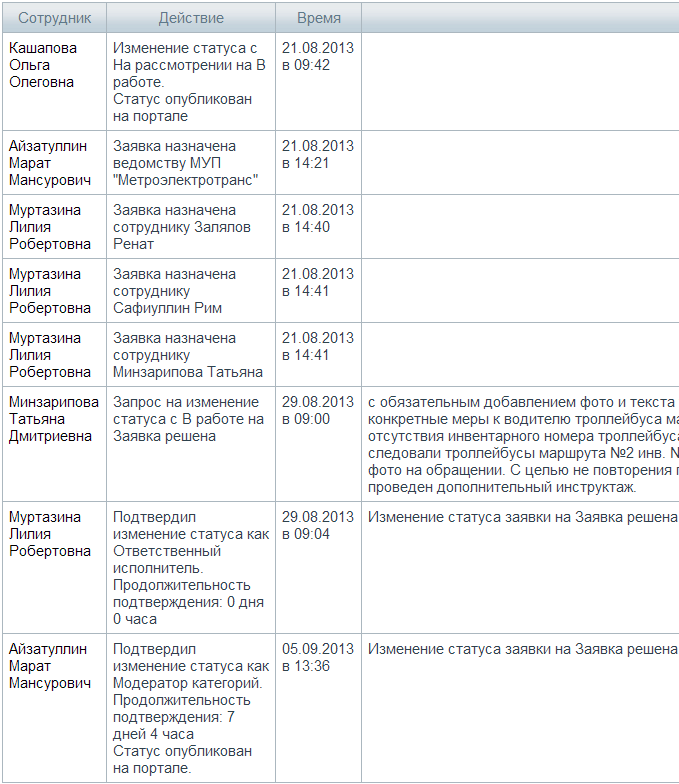 Сотрудник Действие Время
Кашапова Ольга Олеговна
Изменение статуса с На рассмотрении на В работе.
Статус опубликован на портале
21.08.2013 в 09:42
Айзатуллин Марат Мансурович
Заявка назначена ведомству МУП "Метроэлектротранс"
21.08.2013 в 14:21
Муртазина Лилия Робертовна
Заявка назначена сотруднику Залялов Ренат
21.08.2013 в 14:40
Муртазина Лилия Робертовна
Заявка назначена сотруднику Сафиуллин Рим
21.08.2013 в 14:41
Муртазина Лилия Робертовна
Заявка назначена сотруднику Минзарипова Татьяна
21.08.2013 в 14:41
Минзарипова Татьяна Дмитриевна
Запрос на изменение статуса с В работе на Заявка решена
29.08.2013 в 09:00
с обязательным добавлением фото и текста
конкретные меры к водителю троллейбуса
отсутствия инвентарного номера
следовали троллейбусы маршрута №2 инв.
фото на обращении. С целью не повторения
проведен дополнительный инструктаж.
Муртазина Лилия Робертовна
Подтвердил изменение статуса как Ответственный исполнитель.
Продолжительность подтверждения: 0 дня 0 часа
29.08.2013 в 09:04
Изменение статуса заявки на Заявка решена
Айзатуллин Марат Мансурович
Подтвердил изменение статуса как Модератор категорий.
Продолжительность подтверждения: 7 дней 4 часа
Статус опубликован на портале.
05.09.2013 в 13:36
Изменение статуса заявки на Заявка решена